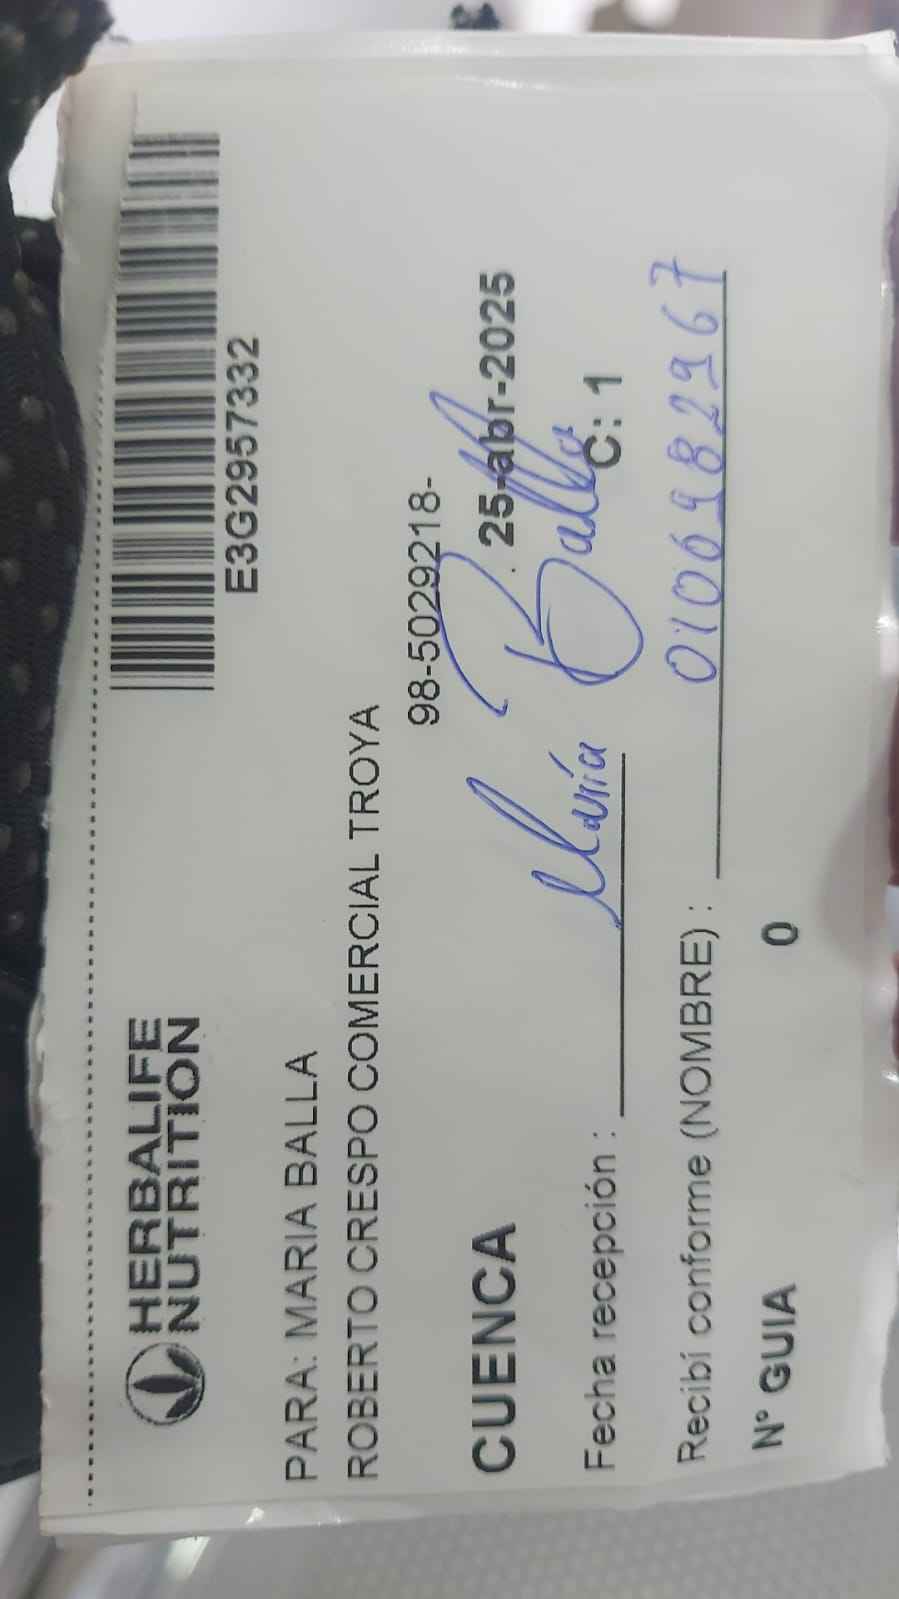 HERBALIFE
NUTRITION
E3G2957332
PARA: MARIA BALLA
ROBERTO CRESPO COMERCIAL TROYA
98-5029218-
CUENCA
25-abr-2025
María Balla
Fecha recepción :
C: 1
Recibí conforme (NOMBRE) : 0106982967
N° GUIA 0